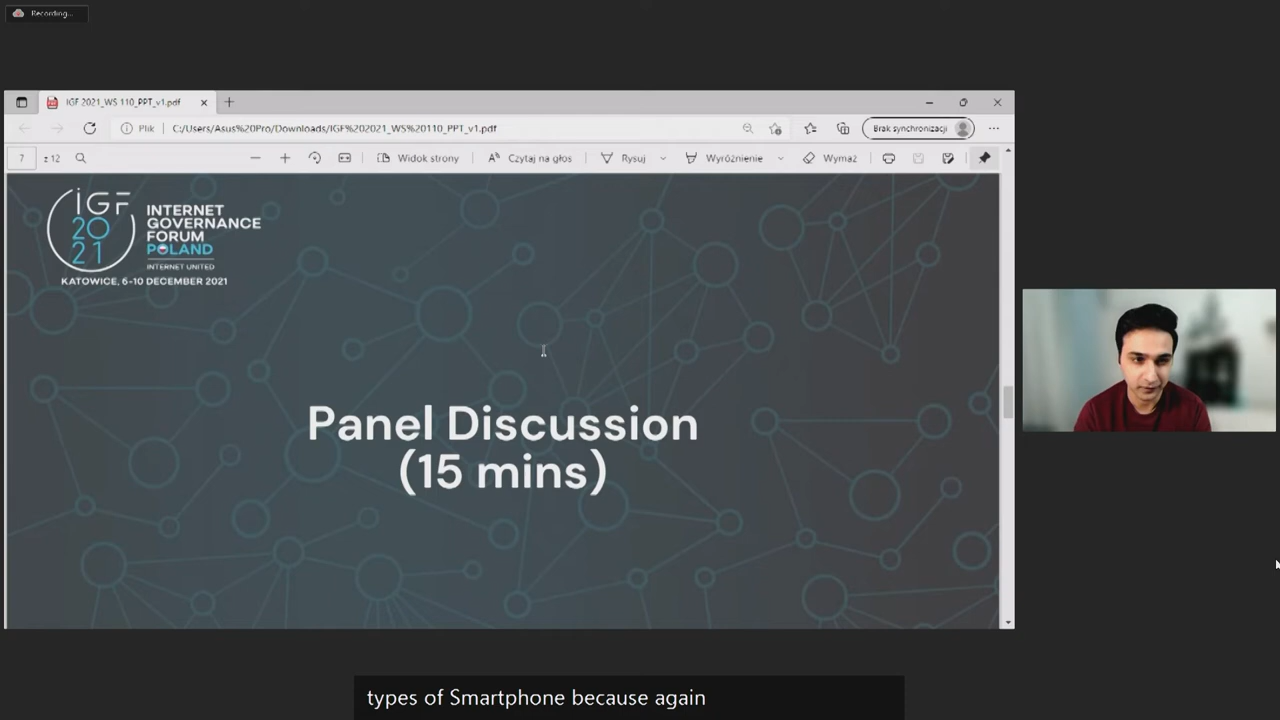 Recording...
IGF 2021_WS 110_PPT_v1.pdf
Plik
C:/Users/Asus%20Pro/Downloads/IGF%202021_WS%20110_PPT_v1.pdf
Brak synchronizacji
7
z 12
Widok strony
Czytaj na głos
Rysuj
Wyróżnienie
Wymaż
IGF
20
21
INTERNET
GOVERNANCE
FORUM
POLAND
INTERNET UNITED
KATOWICE, 6-10 DECEMBER 2021
Panel Discussion
(15 mins)
types of Smartphone because again